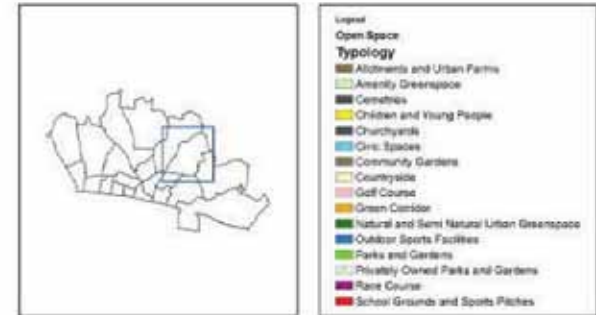 Legend
Open Space
Typology
Allotments and Urban Farms
Amenity Greenspace
Cemetries
Children and Young People
Churchyards
Civic Spaces
Community Gardens
Countryside
Golf Course
Green Corridor
Natural and Semi Natural Urban Greenspace
Outdoor Sports Facilities
Parks and Gardens
Privately Owned Parks and Gardens
Race Course
School Grounds and Sports Pitches